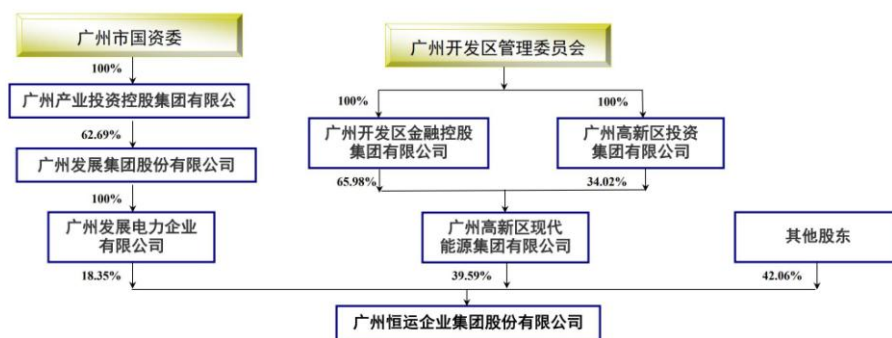 广州市国资委
广州开发区管理委员会
100%
广州产业投资控股集团有限公
100%
100%
62.69%
广州开发区金融控股
集团有限公司
广州高新区投资
集团有限公司
广州发展集团股份有限公司
65.98%
34.02%
100%
广州发展电力企业
有限公司
广州高新区现代
能源集团有限公司
其他股东
18.35%
39.59%
42.06%
广州恒运企业集团股份有限公司